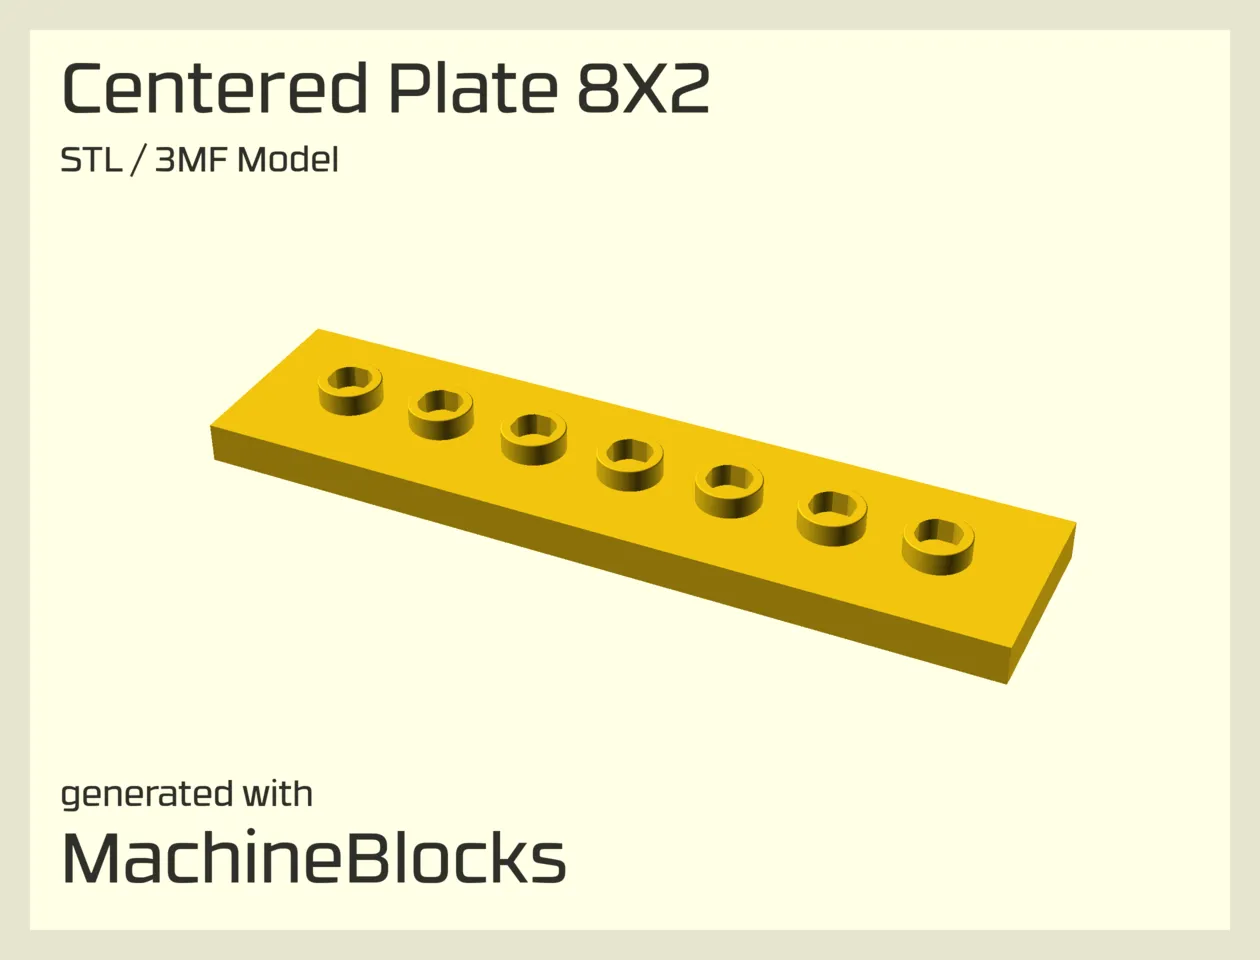 Centered Plate 8X2
STL / 3MF Model
generated with
MachineBlocks